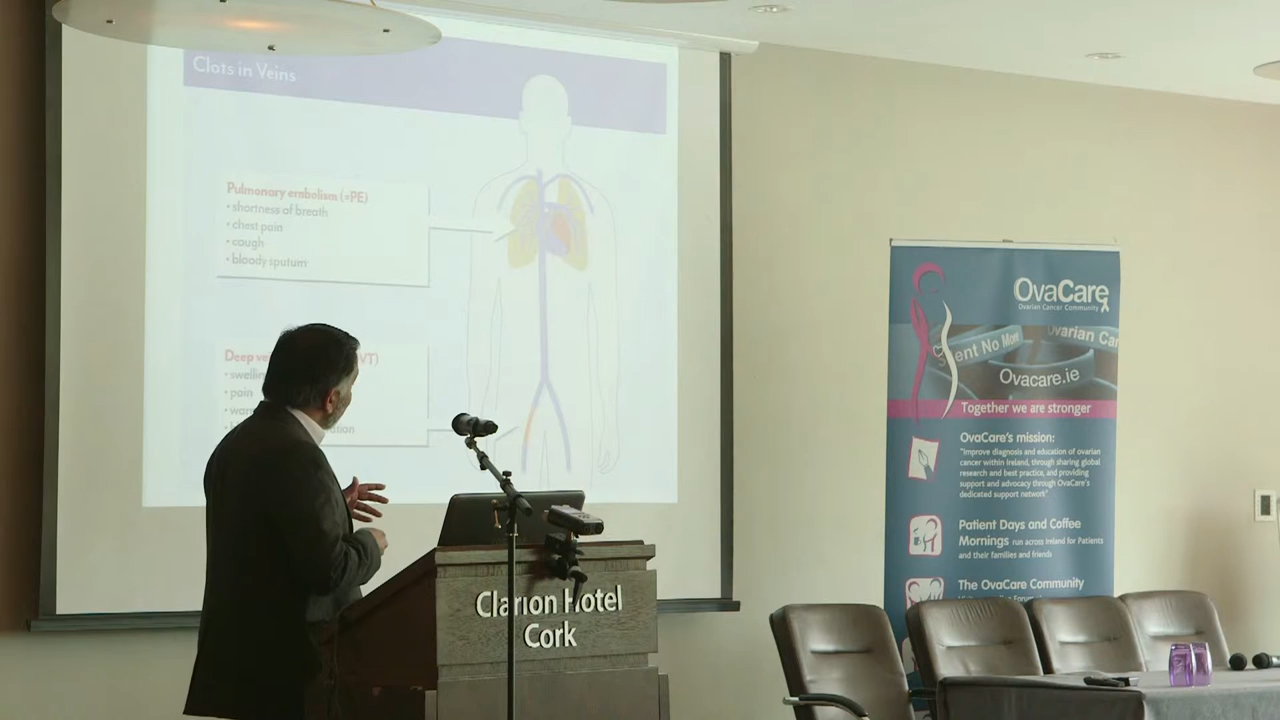 Clots in Veins
Pulmonary embolism (=PE)
• shortness of breath
• chest pain
• cough
• bloody sputum
Deep VT)
• swellin
• pain
• war
Clarion Hotel
Cork
OvaCare
Ovarian Cancer Community
ent No More
Ovarian Ca
Ovacare.ie
Together we are stronger
OvaCare's mission:
"Improve diagnosis and education of ovarian
cancer within Ireland, through sharing global
research and best practice, and providing
support and advocacy through OvaCare's
dedicated support network"
Patient Days and Coffee
Mornings run across Ireland for Patients
and their families and friends
The OvaCare Community